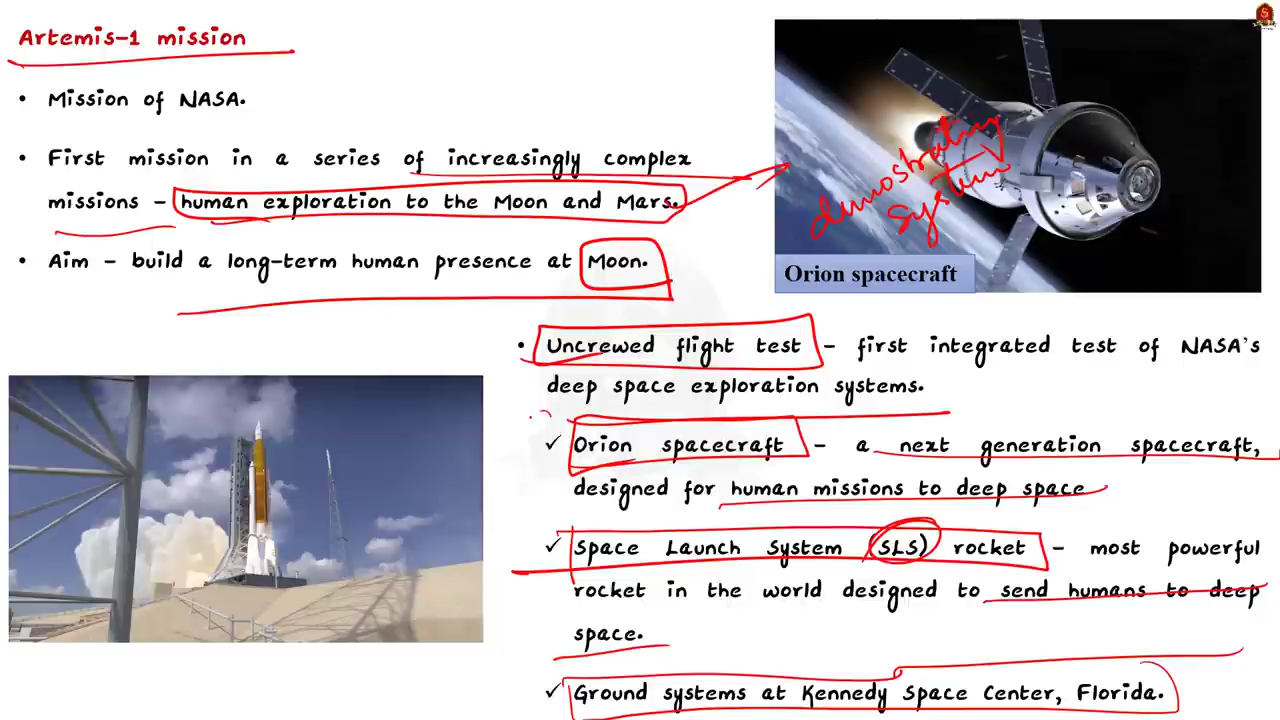 Artemis-1 mission
• Mission of NASA.
• First mission in a series of increasingly complex
missions – human exploration to the Moon and Mars.
• Aim – build a long-term human presence at Moon.
demostrating
system
Orion spacecraft
• Uncrewed flight test – first integrated test of NASA's
deep space exploration systems.
✓ Orion spacecraft – a next generation spacecraft,
designed for human missions to deep space
✓ Space Launch System SLS) rocket – most powerful
rocket in the world designed to send humans to deep
space.
✓ Ground systems at Kennedy Space Center, Florida.